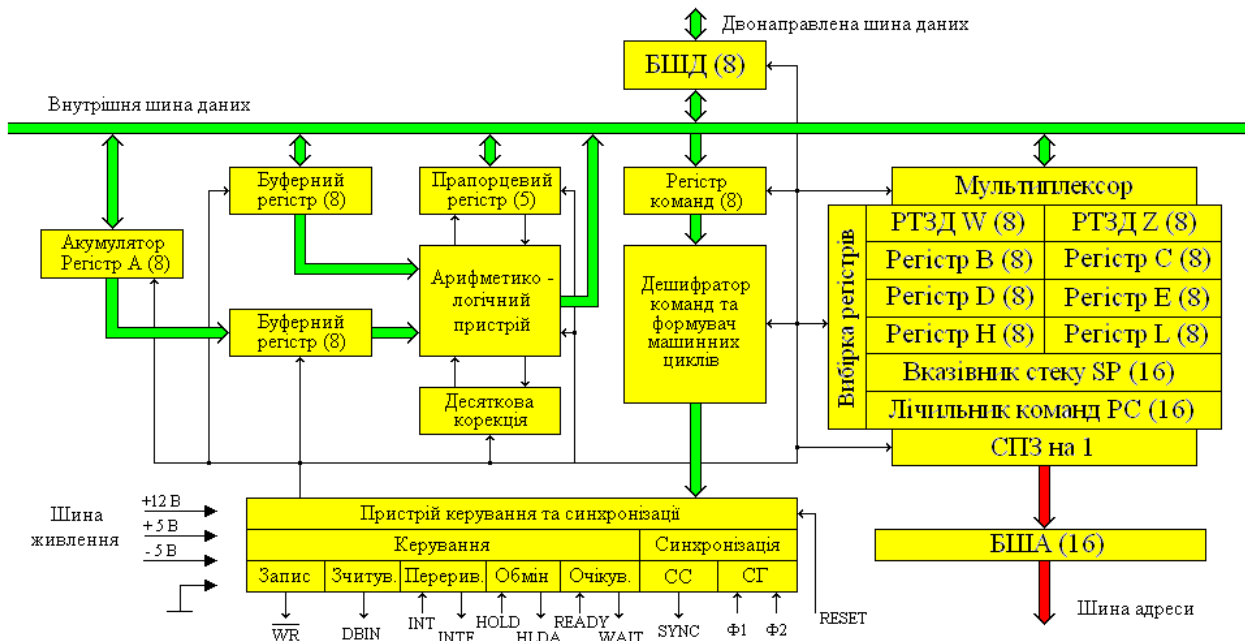 Двонаправлена шина даних
БШД (8)
Внутрішня шина даних
Буферний
регістр (8)
Прапорцевий
регістр (5)
Регістр
команд (8)
Мультиплексор
Акумулятор
Регістр А (8)
Арифметико -
логічний
пристрій
Дешифратор
команд та
формувач
машинних
циклів
Вибірка регістрів
РТЗД W (8)
РТЗД Z (8)
Регістр B (8)
Регістр C (8)
Регістр D (8)
Регістр E (8)
Регістр H (8)
Регістр L (8)
Вказівник стеку SP (16)
Лічильник команд PC (16)
СПЗ на 1
Буферний
регістр (8)
Десяткова
корекція
Шина
живлення
+12 В
+5 В
- 5 В
Пристрій керування та синхронізації
Керування
Синхронізація
Запис
Зчитув.
Перерив.
Обмін
Очікув.
СС
СГ
WR
DBIN
INT
INTE
HOLD
HLDA
READY
WAIT
SYNC
Ф1
Ф2
RESET
БША (16)
Шина адреси